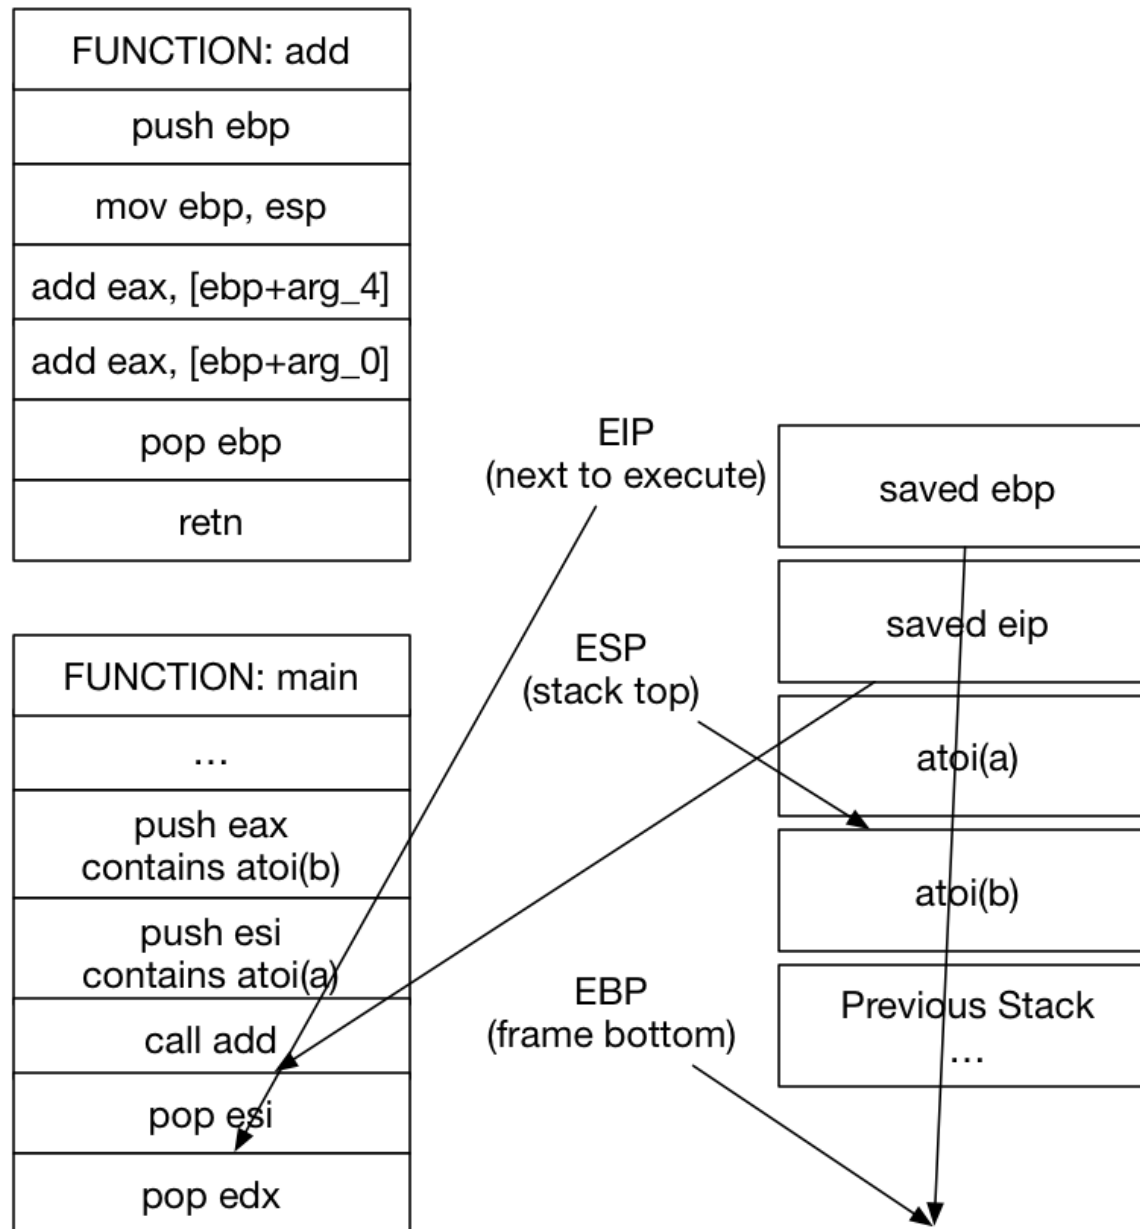 FUNCTION: add
push ebp
mov ebp, esp
add eax, [ebp+arg_4]
add eax, [ebp+arg_0]
pop ebp
retn
FUNCTION: main
...
push eax
contains atoi(b)
push esi
contains atoi(a)
call add
pop esi
pop edx
EIP
(next to execute)
ESP
(stack top)
EBP
(frame bottom)
saved ebp
saved eip
atoi(a)
atoi(b)
Previous Stack
...